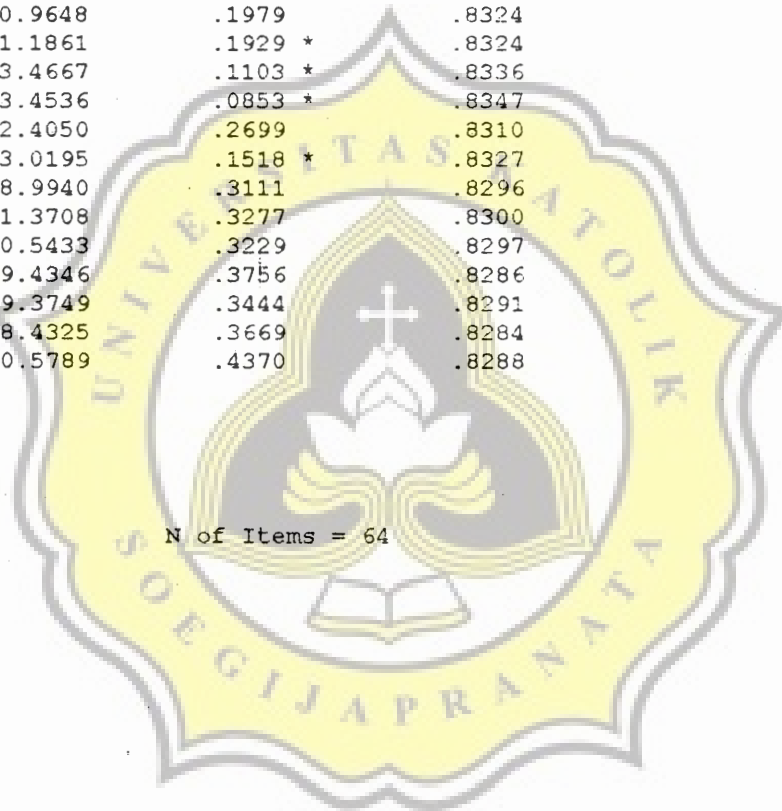 0.9648 .1979 .8324
1.1861 .1929 * .8324
3.4667 .1103 * .8336
3.4536 .0853 * .8347
2.4050 .2699 .8310
3.0195 .1518 * .8327
8.9940 .3111 .8296
1.3708 .3277 .8300
0.5433 .3229 .8297
9.4346 .3756 .8286
9.3749 .3444 .8291
8.4325 .3669 .8284
0.5789 .4370 .8288
N of Items = 64
UNIVERSITAS KATOLIK
SOEGIJAPRANATA